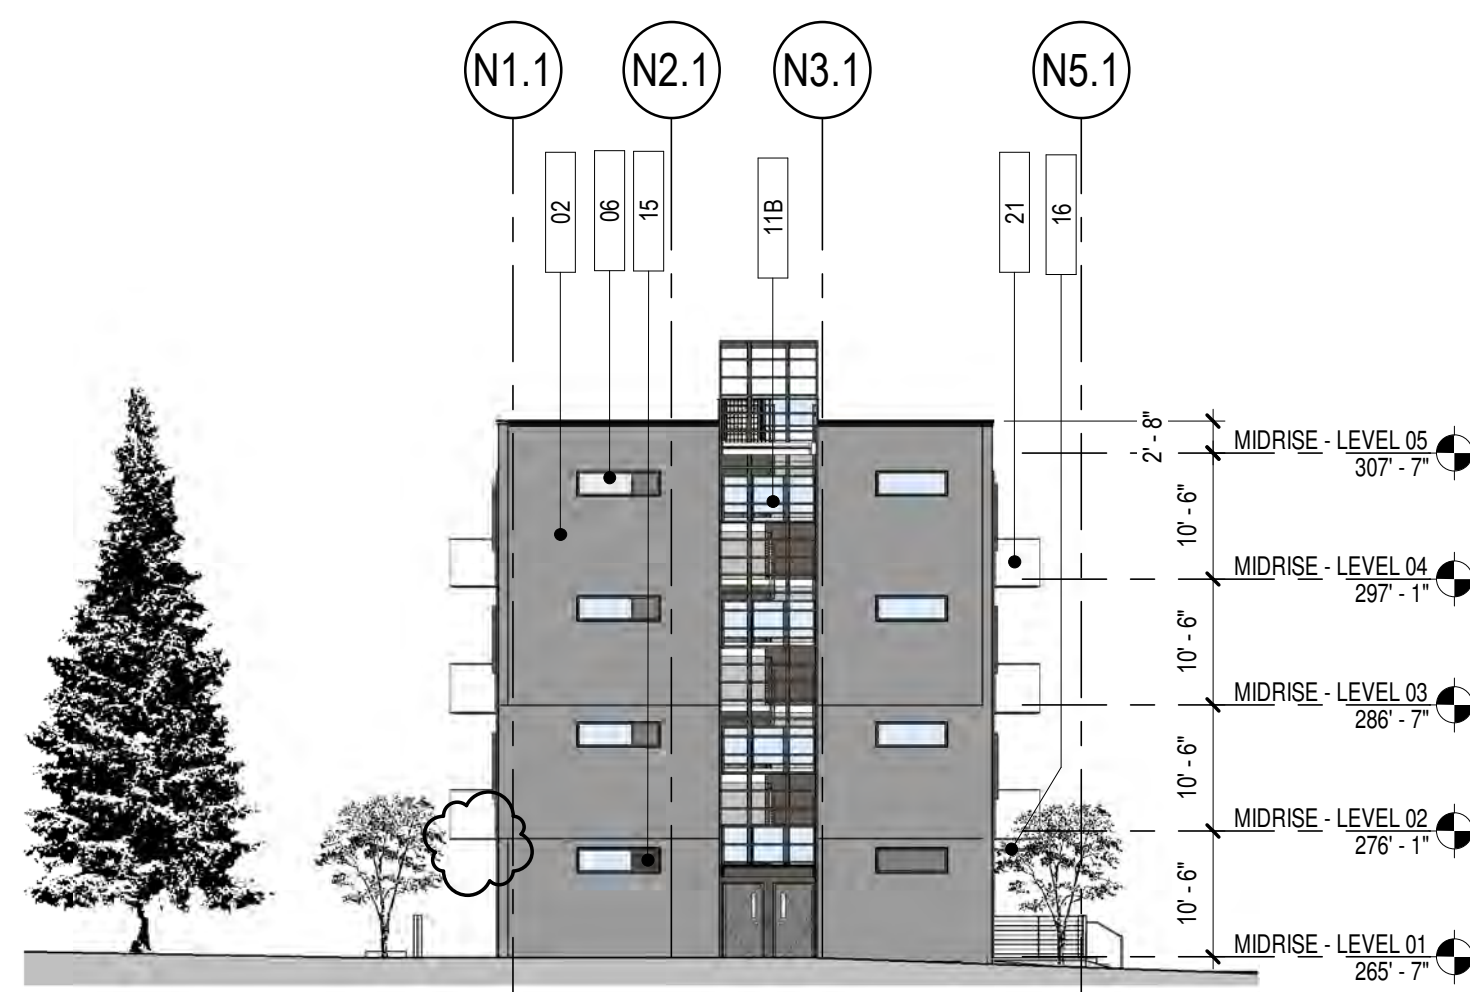 N1.1
N2.1
N3.1
N5.1
02
06
15
11B
21
16
2' - 8"
MIDRISE - LEVEL 05
307' - 7"
10' - 6"
MIDRISE - LEVEL 04
297' - 1"
10' - 6"
MIDRISE - LEVEL 03
286' - 7"
10' - 6"
MIDRISE - LEVEL 02
276' - 1"
10' - 6"
MIDRISE - LEVEL 01
265' - 7"